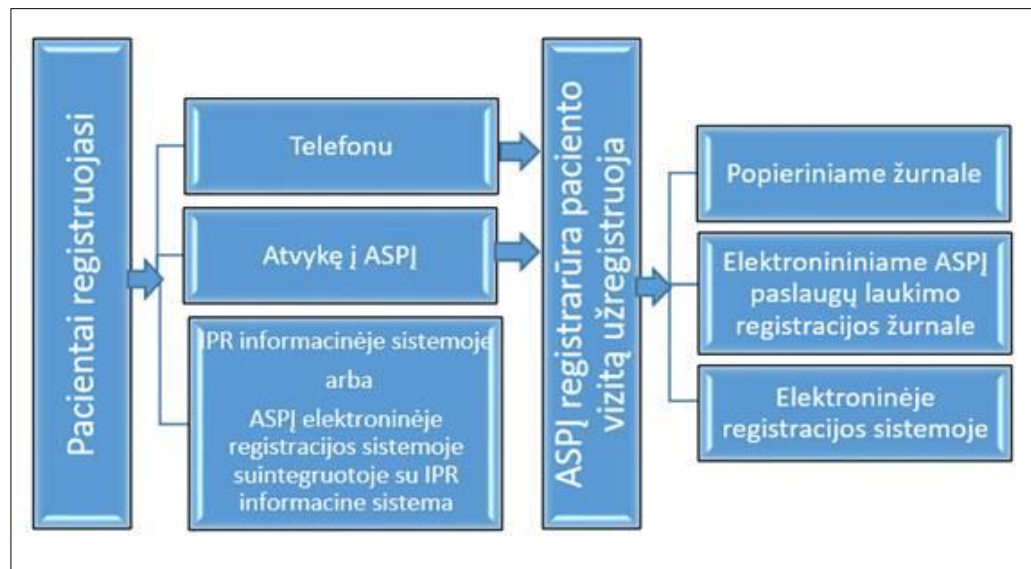 Pacientai registruojasi
Telefonu
Atvykę į ASPĮ
IPR informacinėje sistemoje
arba
ASPĮ elektroninėje
registracijos sistemoje
suintegruotoje su IPR
informacine sistema
ASPĮ registrarūra paciento
vizitą užregistruoja
Popieriniame žurnale
Elektronininiame ASPĮ
paslaugų laukimo
registracijos žurnale
Elektroninėje
registracijos sistemoje